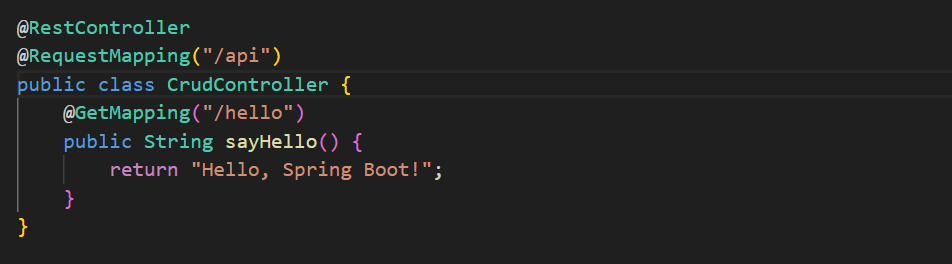 @RestController
@RequestMapping("/api")
public class CrudController {
    @GetMapping("/hello")
    public String sayHello() {
        return "Hello, Spring Boot!";
    }
}